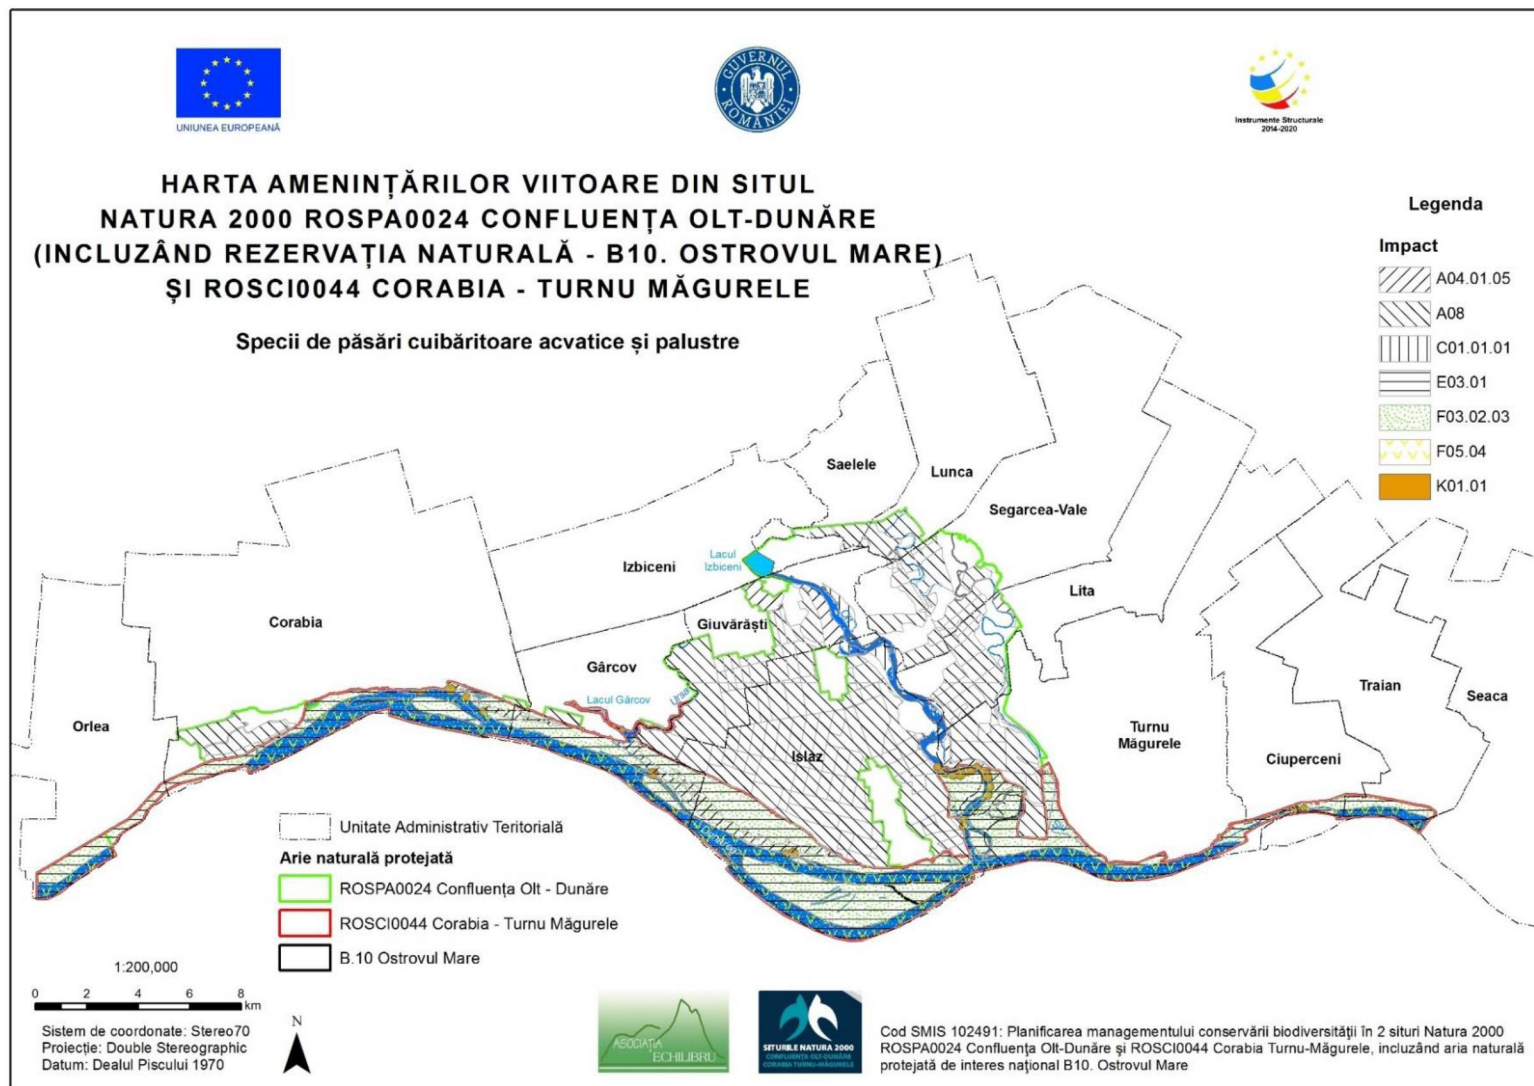 UNIUNEA EUROPEANĂ
GUVERNUL ROMÂNIEI
Instrumente Structurale
2014-2020
HARTA AMENINȚĂRILOR VIITOARE DIN SITUL
NATURA 2000 ROSPA0024 CONFLUENȚA OLT-DUNĂRE
(INCLUZÂND REZERVAȚIA NATURALĂ - B10. OSTROVUL MARE)
ȘI ROSCI0044 CORABIA - TURNU MĂGURELE
Specii de păsări cuibăritoare acvatice și palustre
Legenda
Impact
A04.01.05
A08
C01.01.01
E03.01
F03.02.03
F05.04
K01.01
Saelele
Lunca
Segarcea-Vale
Izbiceni
Lacul
Izbiceni
Lita
Corabia
Giuvărăști
Gârcov
Lacul Gârcov
Ursa
Orlea
Islaz
Turnu
Măgurele
Traian
Seaca
Ciuperceni
Unitate Administrativ Teritorială
Arie naturală protejată
ROSPA0024 Confluența Olt - Dunăre
ROSCI0044 Corabia - Turnu Măgurele
B.10 Ostrovul Mare
1:200,000
0 2 4 6 8
km
Sistem de coordonate: Stereo70
Proiecție: Double Stereographic
Datum: Dealul Piscului 1970
N
ASOCIAȚIA
ECHILIBRU
SITURILE NATURA 2000
CONFLUENȚA OLT-DUNĂRE
CORABIA TURNU-MĂGURELE
Cod SMIS 102491: Planificarea managementului conservării biodiversității în 2 situri Natura 2000
ROSPA0024 Confluența Olt-Dunăre și ROSCI0044 Corabia Turnu-Măgurele, incluzând aria naturală
protejată de interes național B10. Ostrovul Mare